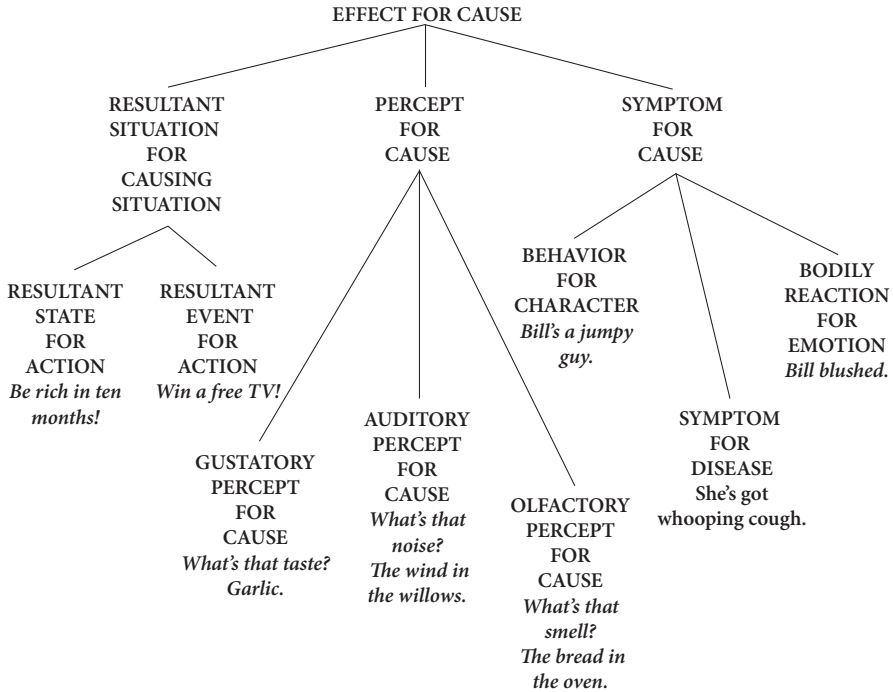 EFFECT FOR CAUSE
RESULTANT
SITUATION
FOR
CAUSING
SITUATION
PERCEPT
FOR
CAUSE
SYMPTOM
FOR
CAUSE
RESULTANT
STATE
FOR
ACTION
Be rich in ten
months!
RESULTANT
EVENT
FOR
ACTION
Win a free TV!
GUSTATORY
PERCEPT
FOR
CAUSE
What's that taste?
Garlic.
AUDITORY
PERCEPT
FOR
CAUSE
What's that
noise?
The wind in
the willows.
OLFACTORY
PERCEPT
FOR
CAUSE
What's that
smell?
The bread in
the oven.
BEHAVIOR
FOR
CHARACTER
Bill's a jumpy
guy.
SYMPTOM
FOR
DISEASE
She's got
whooping cough.
BODILY
REACTION
FOR
EMOTION
Bill blushed.